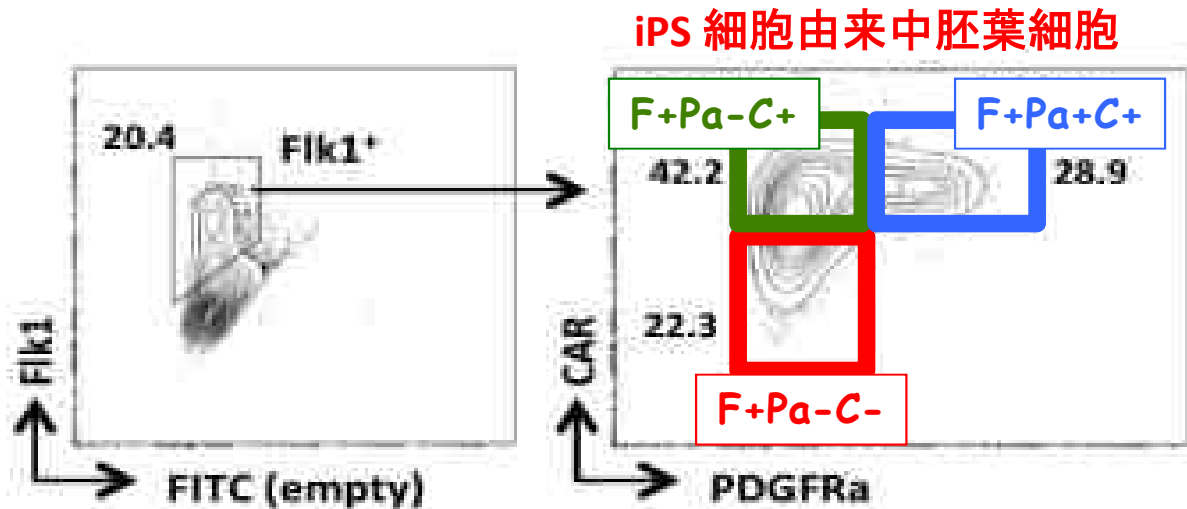 iPS 細胞由来中胚葉細胞
20.4
Flk1⁺
Flk1
FITC (empty)
F+Pa-C+
F+Pa+C+
42.2
28.9
22.3
CAR
F+Pa-C-
PDGFRa